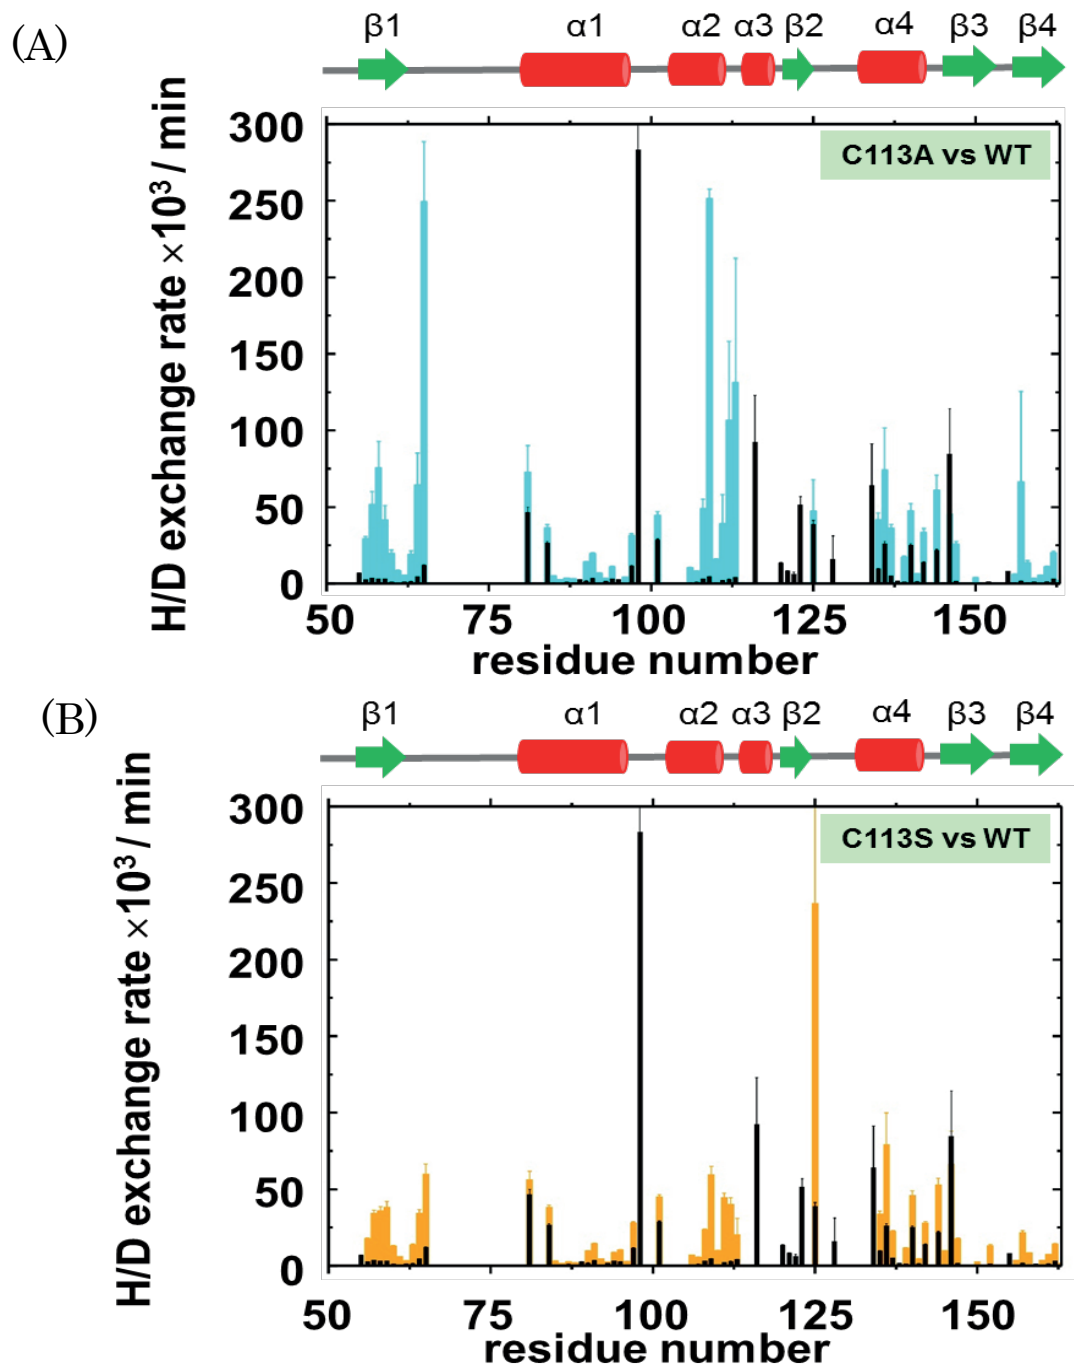 (A)
β1 α1 α2 α3 β2 α4 β3 β4
C113A vs WT
H/D exchange rate ×10³ / min
300
250
200
150
100
50
0
50 75 100 125 150
residue number
(B)
β1 α1 α2 α3 β2 α4 β3 β4
C113S vs WT
H/D exchange rate ×10³ / min
300
250
200
150
100
50
0
50 75 100 125 150
residue number